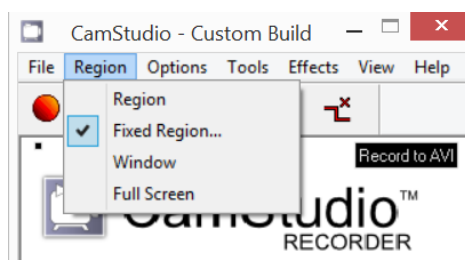 CamStudio - Custom Build
File Region Options Tools Effects View Help
Region
Fixed Region...
Window
Full Screen
Record to AVI
CamStudio™
RECORDER